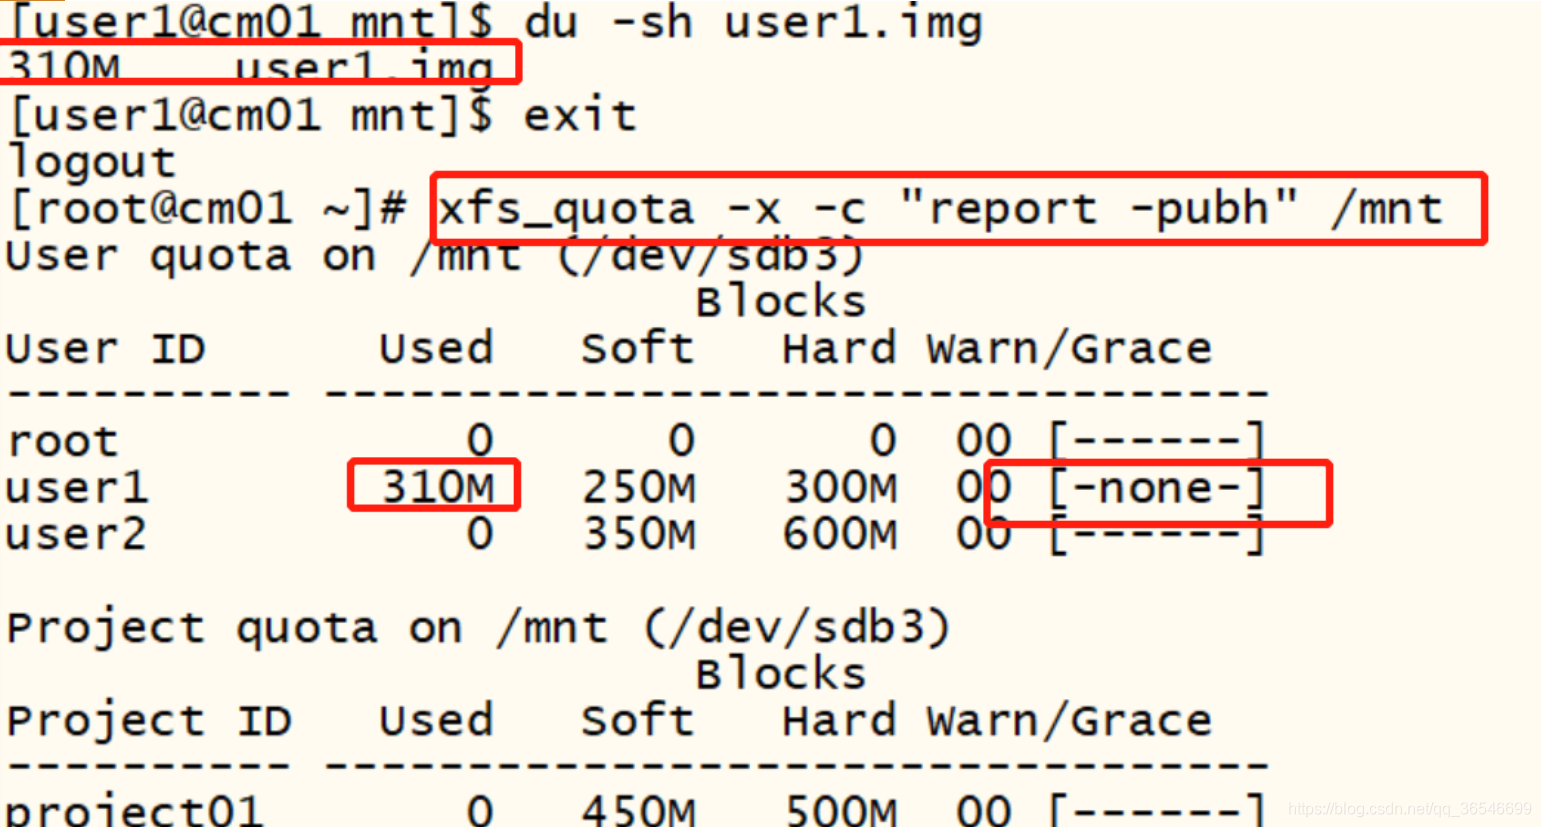 [user1@cm01 mnt]$ du -sh user1.img
310M    user1.img
[user1@cm01 mnt]$ exit
logout
[root@cm01 ~]# xfs_quota -x -c "report -pubh" /mnt
User quota on /mnt (/dev/sdb3)
                        Blocks
User ID      Used   Soft   Hard Warn/Grace
---------- ---------------------------------
root            0      0      0  00 [------]
user1        310M   250M   300M  00 [-none-]
user2           0   350M   600M  00 [------]

Project quota on /mnt (/dev/sdb3)
                        Blocks
Project ID   Used   Soft   Hard Warn/Grace
---------- ---------------------------------
project01       0   450M   500M  00 [------]
https://blog.csdn.net/qq_36546699